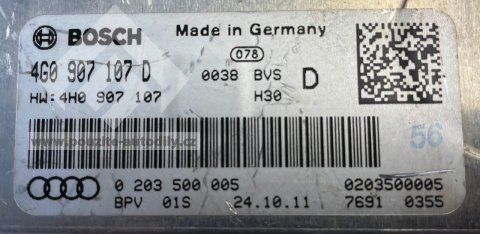 BOSCH
Made in Germany
078
4G0 907 107 D
0038 BVS
D
HW:4H0 907 107
H30
www.pouzite-autodily.cz
56
0 203 500 005
0203500005
BPV 01S
24.10.11
7691 0355